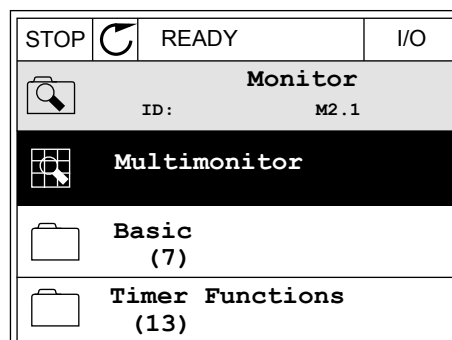 STOP READY I/O
Monitor
ID: M2.1
Multimonitor
Basic
(7)
Timer Functions
(13)